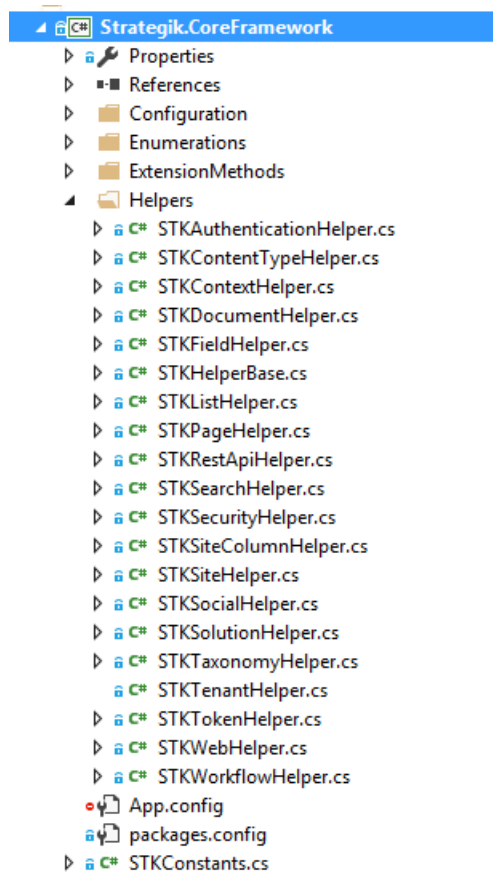 C# Strategik.CoreFramework
Properties
References
Configuration
Enumerations
ExtensionMethods
Helpers
C# STKAuthenticationHelper.cs
C# STKContentTypeHelper.cs
C# STKContextHelper.cs
C# STKDocumentHelper.cs
C# STKFieldHelper.cs
C# STKHelperBase.cs
C# STKListHelper.cs
C# STKPageHelper.cs
C# STKRestApiHelper.cs
C# STKSearchHelper.cs
C# STKSecurityHelper.cs
C# STKSiteColumnHelper.cs
C# STKSiteHelper.cs
C# STKSocialHelper.cs
C# STKSolutionHelper.cs
C# STKTaxonomyHelper.cs
C# STKTenantHelper.cs
C# STKTokenHelper.cs
C# STKWebHelper.cs
C# STKWorkflowHelper.cs
App.config
packages.config
C# STKConstants.cs